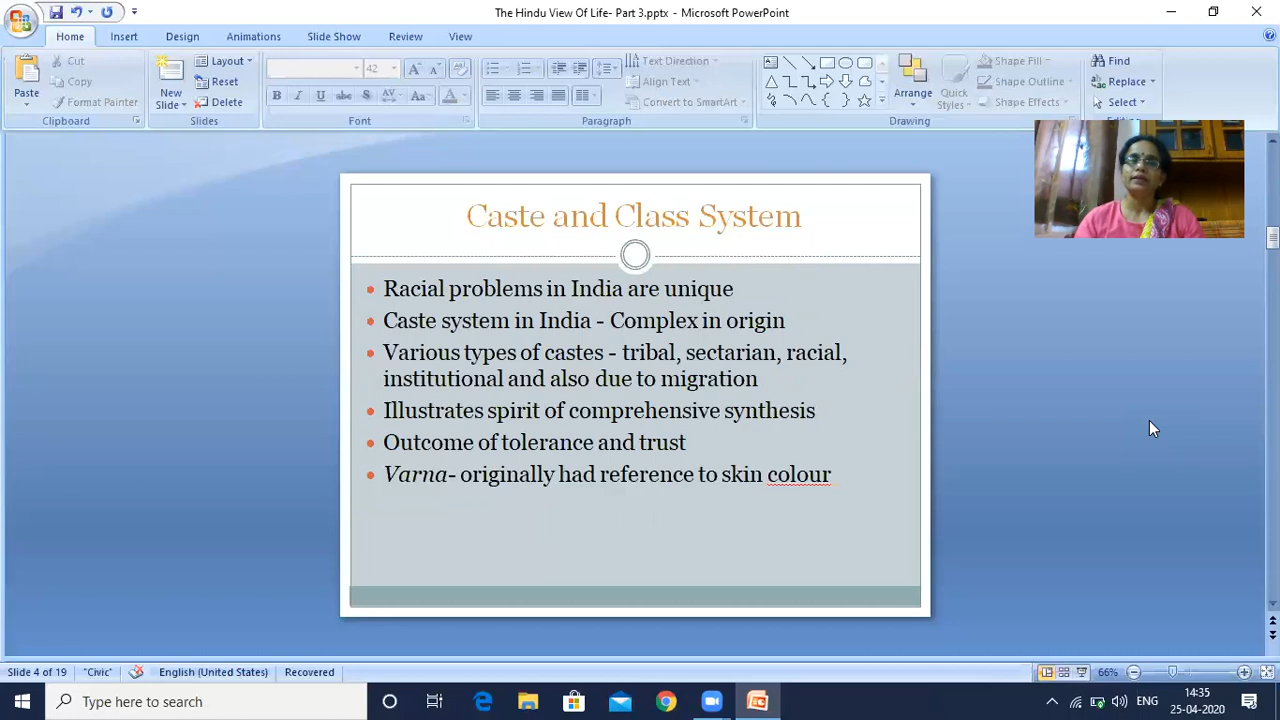 The Hindu View Of Life- Part 3.pptx - Microsoft PowerPoint
Home Insert Design Animations Slide Show Review View
Paste
Cut
Copy
Format Painter
Clipboard
New
Slide
Layout
Reset
Delete
Slides
42
B I U abc AV Aa A
Font
Text Direction
Align Text
Convert to SmartArt
Paragraph
Arrange
Quick
Styles
Shape Fill
Shape Outline
Shape Effects
Drawing
Find
Replace
Select
Caste and Class System
Racial problems in India are unique
Caste system in India - Complex in origin
Various types of castes - tribal, sectarian, racial,
institutional and also due to migration
Illustrates spirit of comprehensive synthesis
Outcome of tolerance and trust
Varna- originally had reference to skin colour
Slide 4 of 19 "Civic" English (United States) Recovered 66%
Type here to search
ENG
14:35
25-04-2020